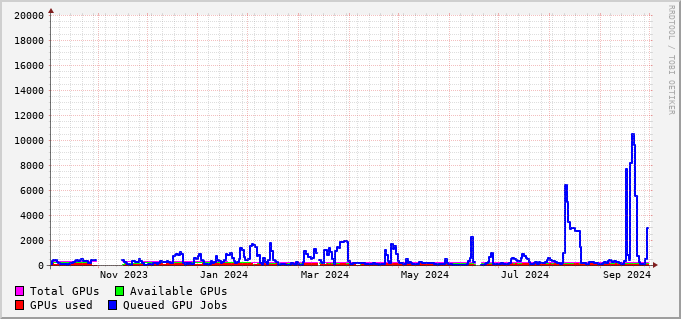 20000
18000
16000
14000
12000
10000
8000
6000
4000
2000
0
Nov 2023 Jan 2024 Mar 2024 May 2024 Jul 2024 Sep 2024
Total GPUs Available GPUs
GPUs used Queued GPU Jobs
RRDTOOL / TOBI OETIKER